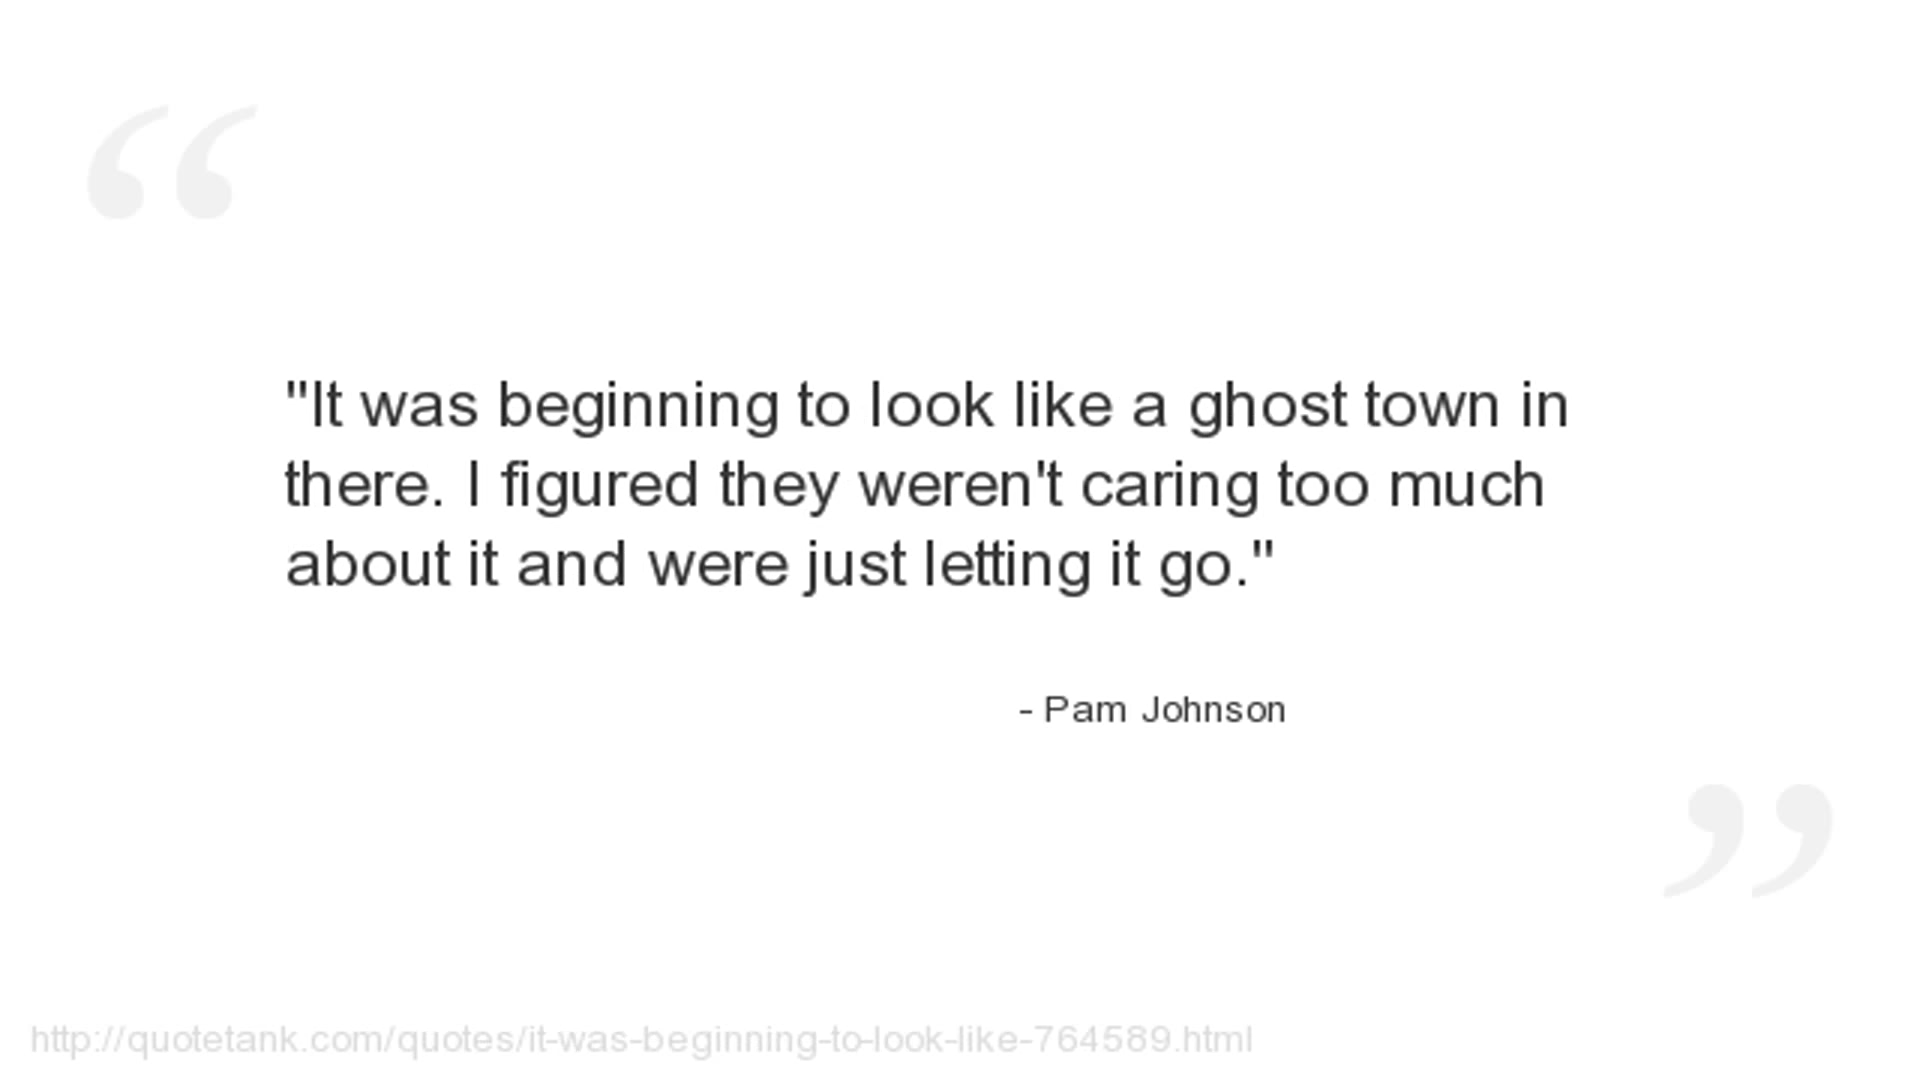 "It was beginning to look like a ghost town in
there. I figured they weren't caring too much
about it and were just letting it go."
- Pam Johnson
http://quotetank.com/quotes/it-was-beginning-to-look-like-764589.html